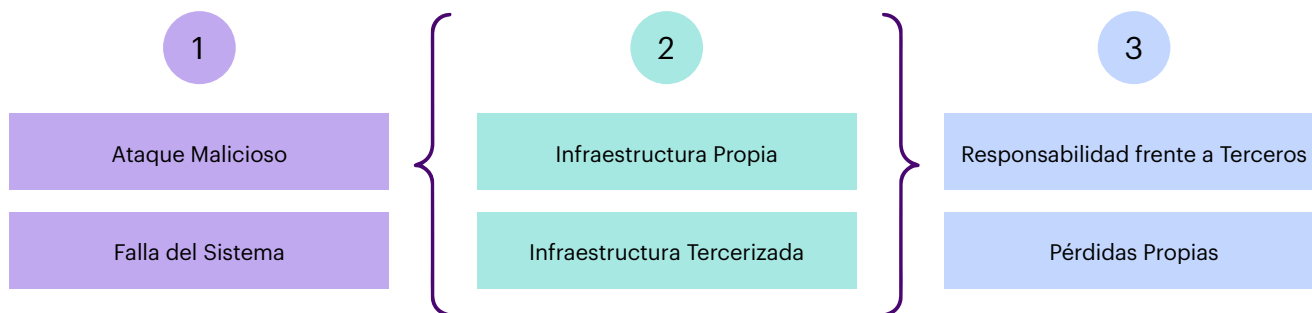 1
Ataque Malicioso
Falla del Sistema
2
Infraestructura Propia
Infraestructura Tercerizada
3
Responsabilidad frente a Terceros
Pérdidas Propias